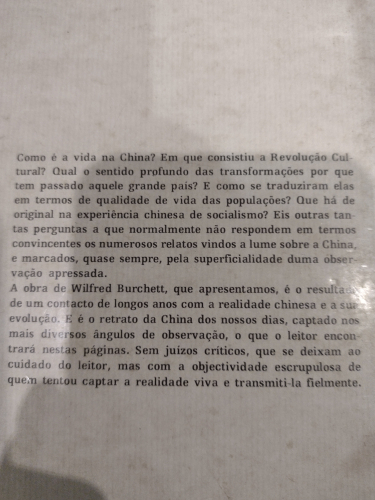 Como é a vida na China? Em que consistiu a Revolução Cul-
tural? Qual o sentido profundo das transformações por que
tem passado aquele grande país? E como se traduziram elas
em termos de qualidade de vida das populações? Que há de
original na experiência chinesa de socialismo? Eis outras tan-
tas perguntas a que normalmente não respondem em termos
convincentes os numerosos relatos vindos a lume sobre a China,
e marcados, quase sempre, pela superficialidade duma obser-
vação apressada.
A obra de Wilfred Burchett, que apresentamos, é o resultado
de um contacto de longos anos com a realidade chinesa e a sua
evolução. E é o retrato da China dos nossos dias, captado nos
mais diversos ângulos de observação, o que o leitor encon-
trará nestas páginas. Sem juízos críticos, que se deixam ao
cuidado do leitor, mas com a objectividade escrupulosa de
quem tentou captar a realidade viva e transmiti-la fielmente.